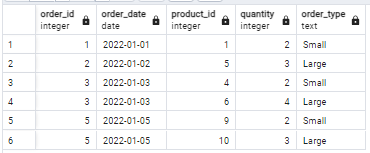 order_id order_date product_id quantity order_type
integer date integer integer text
1 1 2022-01-01 1 2 Small
2 2 2022-01-02 5 3 Large
3 3 2022-01-03 4 2 Small
4 3 2022-01-03 6 4 Large
5 5 2022-01-05 9 2 Small
6 5 2022-01-05 10 3 Large